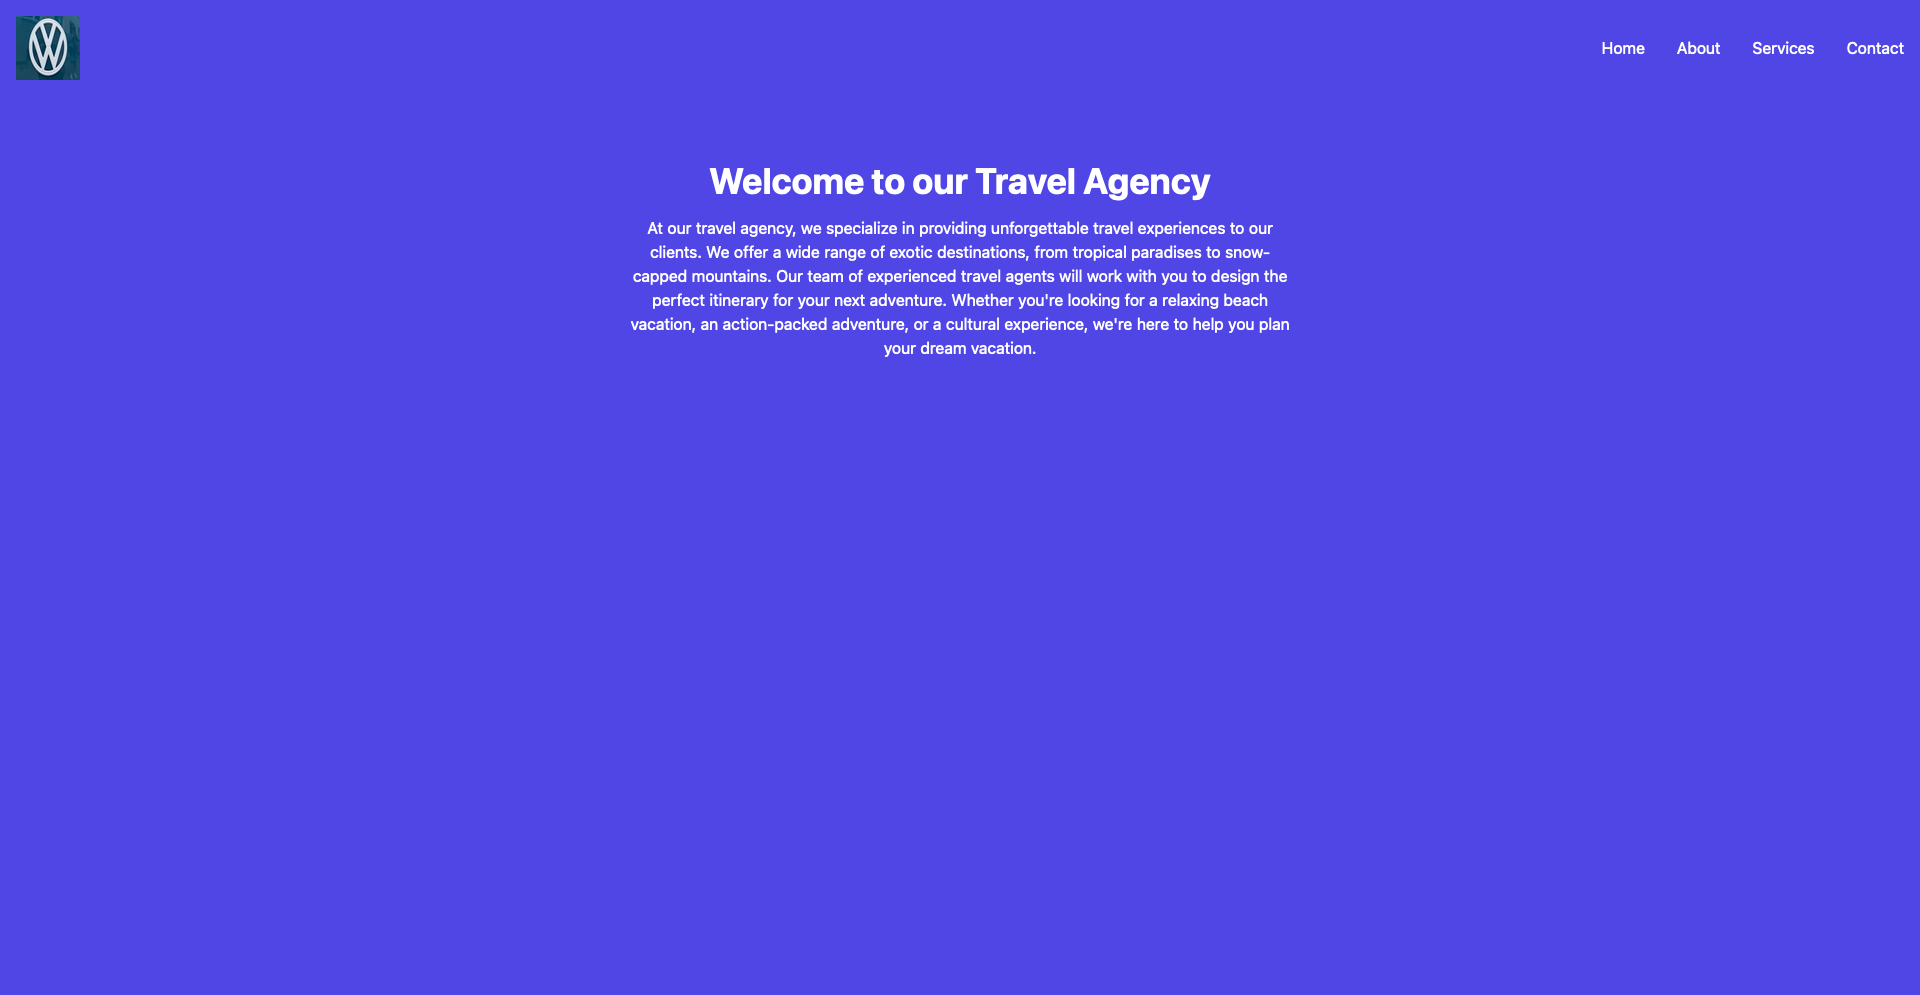 Home About Services Contact
Welcome to our Travel Agency
At our travel agency, we specialize in providing unforgettable travel experiences to our
clients. We offer a wide range of exotic destinations, from tropical paradises to snow-
capped mountains. Our team of experienced travel agents will work with you to design the
perfect itinerary for your next adventure. Whether you're looking for a relaxing beach
vacation, an action-packed adventure, or a cultural experience, we're here to help you plan
your dream vacation.